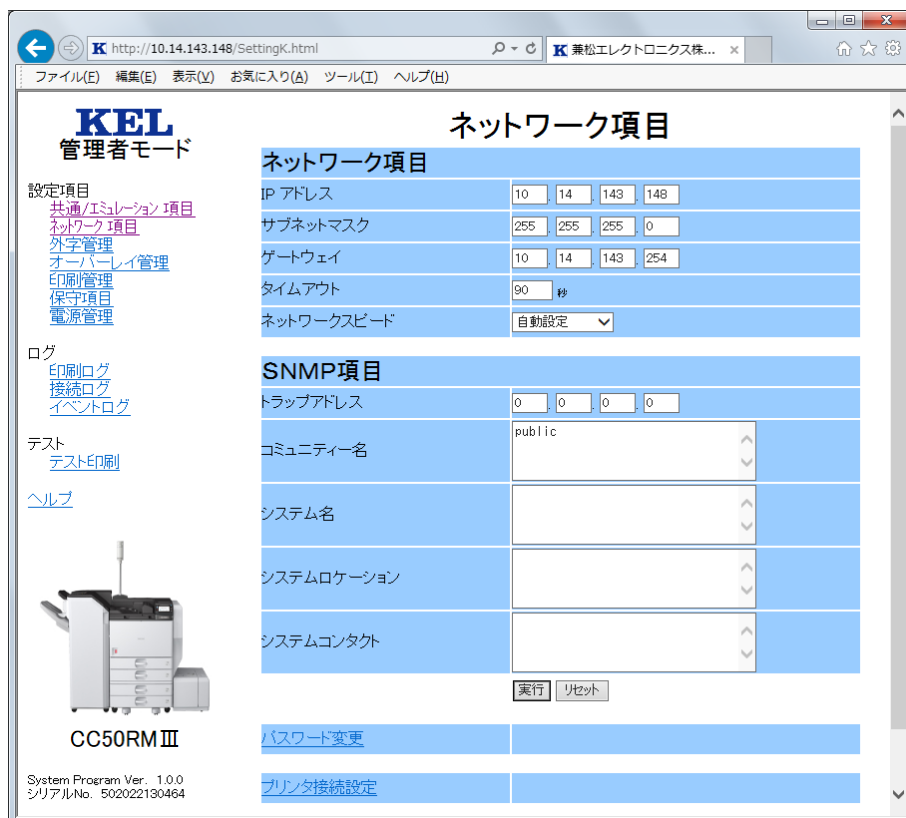 http://10.14.143.148/SettingK.html
兼松エレクトロニクス株...
ファイル(F) 編集(E) 表示(V) お気に入り(A) ツール(T) ヘルプ(H)
KEL
管理者モード
設定項目
共通/エミュレーション 項目
ネットワーク 項目
外字管理
オーバーレイ管理
印刷管理
保守項目
電源管理
ログ
印刷ログ
接続ログ
イベントログ
テスト
テスト印刷
ヘルプ
CC50RMⅢ
System Program Ver. 1.0.0
シリアルNo. 502022130464
ネットワーク項目
ネットワーク項目
IP アドレス 10 . 14 . 143 . 148
サブネットマスク 255 . 255 . 255 . 0
ゲートウェイ 10 . 14 . 143 . 254
タイムアウト 90 秒
ネットワークスピード 自動設定
SNMP項目
トラップアドレス 0 . 0 . 0 . 0
コミュニティー名 public
システム名
システムロケーション
システムコンタクト
実行 リセット
パスワード変更
プリンタ接続設定